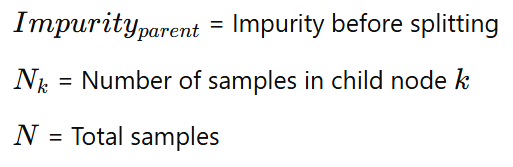 Impurity_parent = Impurity before splitting
N_k = Number of samples in child node k
N = Total samples